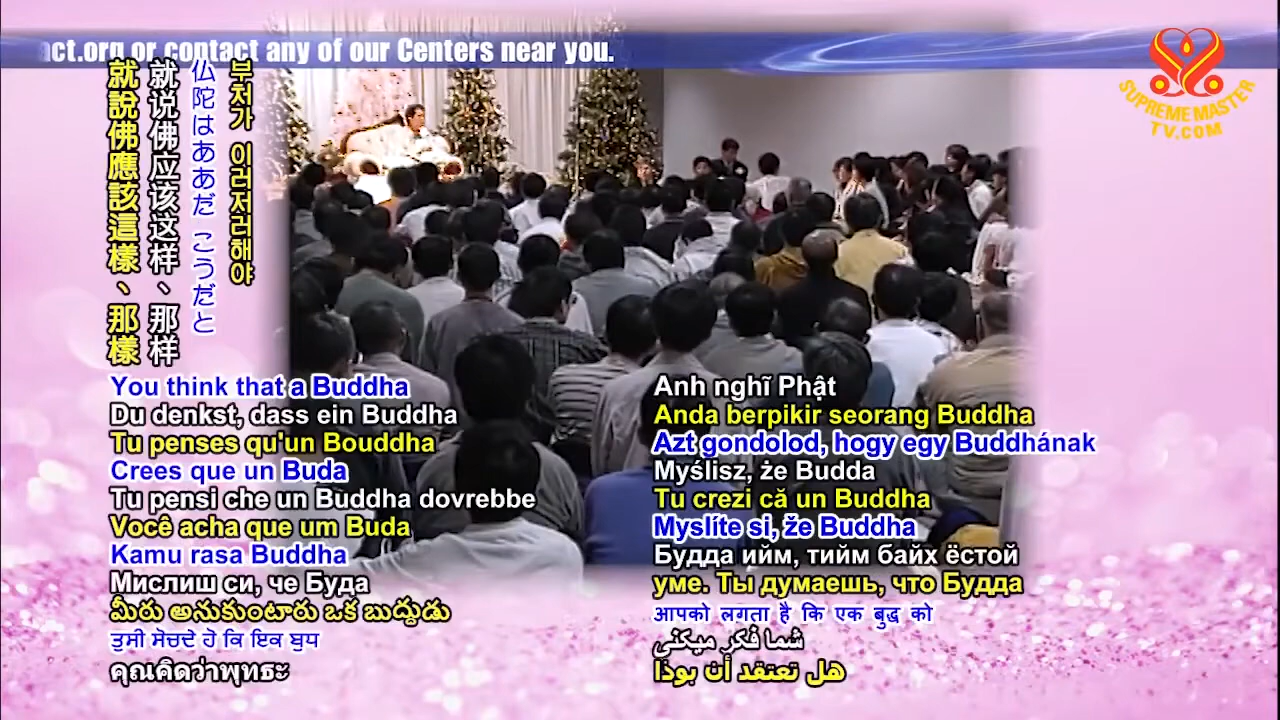 act.org or contact any of our Centers near you.
SUPREME MASTER
TV.COM
就說佛應該這樣、那樣
就说佛应该这样、那样
仏陀はああだ こうだと
부처가 이러저러해야
You think that a Buddha
Du denkst, dass ein Buddha
Tu penses qu'un Bouddha
Crees que un Buda
Tu pensi che un Buddha dovrebbe
Você acha que um Buda
Kamu rasa Buddha
Мислиш си, че Буда
మీరు అనుకుంటారు ఒక బుద్ధుడు
ਤੁਸੀ ਸੋਚਦੇ ਹੋ ਕਿ ਇਕ ਬੁਧ
คุณคิดว่าพุทธะ
Anh nghĩ Phật
Anda berpikir seorang Buddha
Azt gondolod, hogy egy Buddhának
Myślisz, że Budda
Tu crezi că un Buddha
Myslíte si, že Buddha
Будда ийм, тийм байх ёстой
уме. Ты думаешь, что Будда
आपको लगता है कि एक बुद्ध को
شما فکر میکنی
هل تعتقد أن بوذا